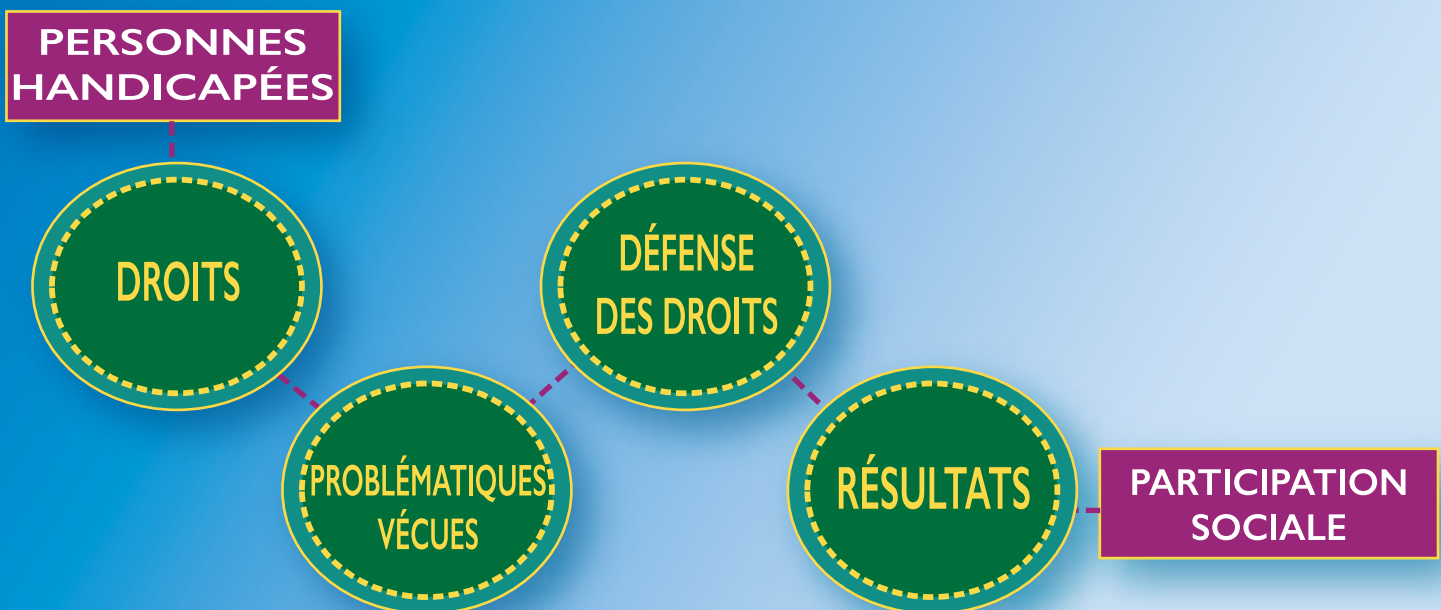 PERSONNES
HANDICAPÉES
DROITS
PROBLÉMATIQUES
VÉCUES
DÉFENSE
DES DROITS
RÉSULTATS
PARTICIPATION
SOCIALE